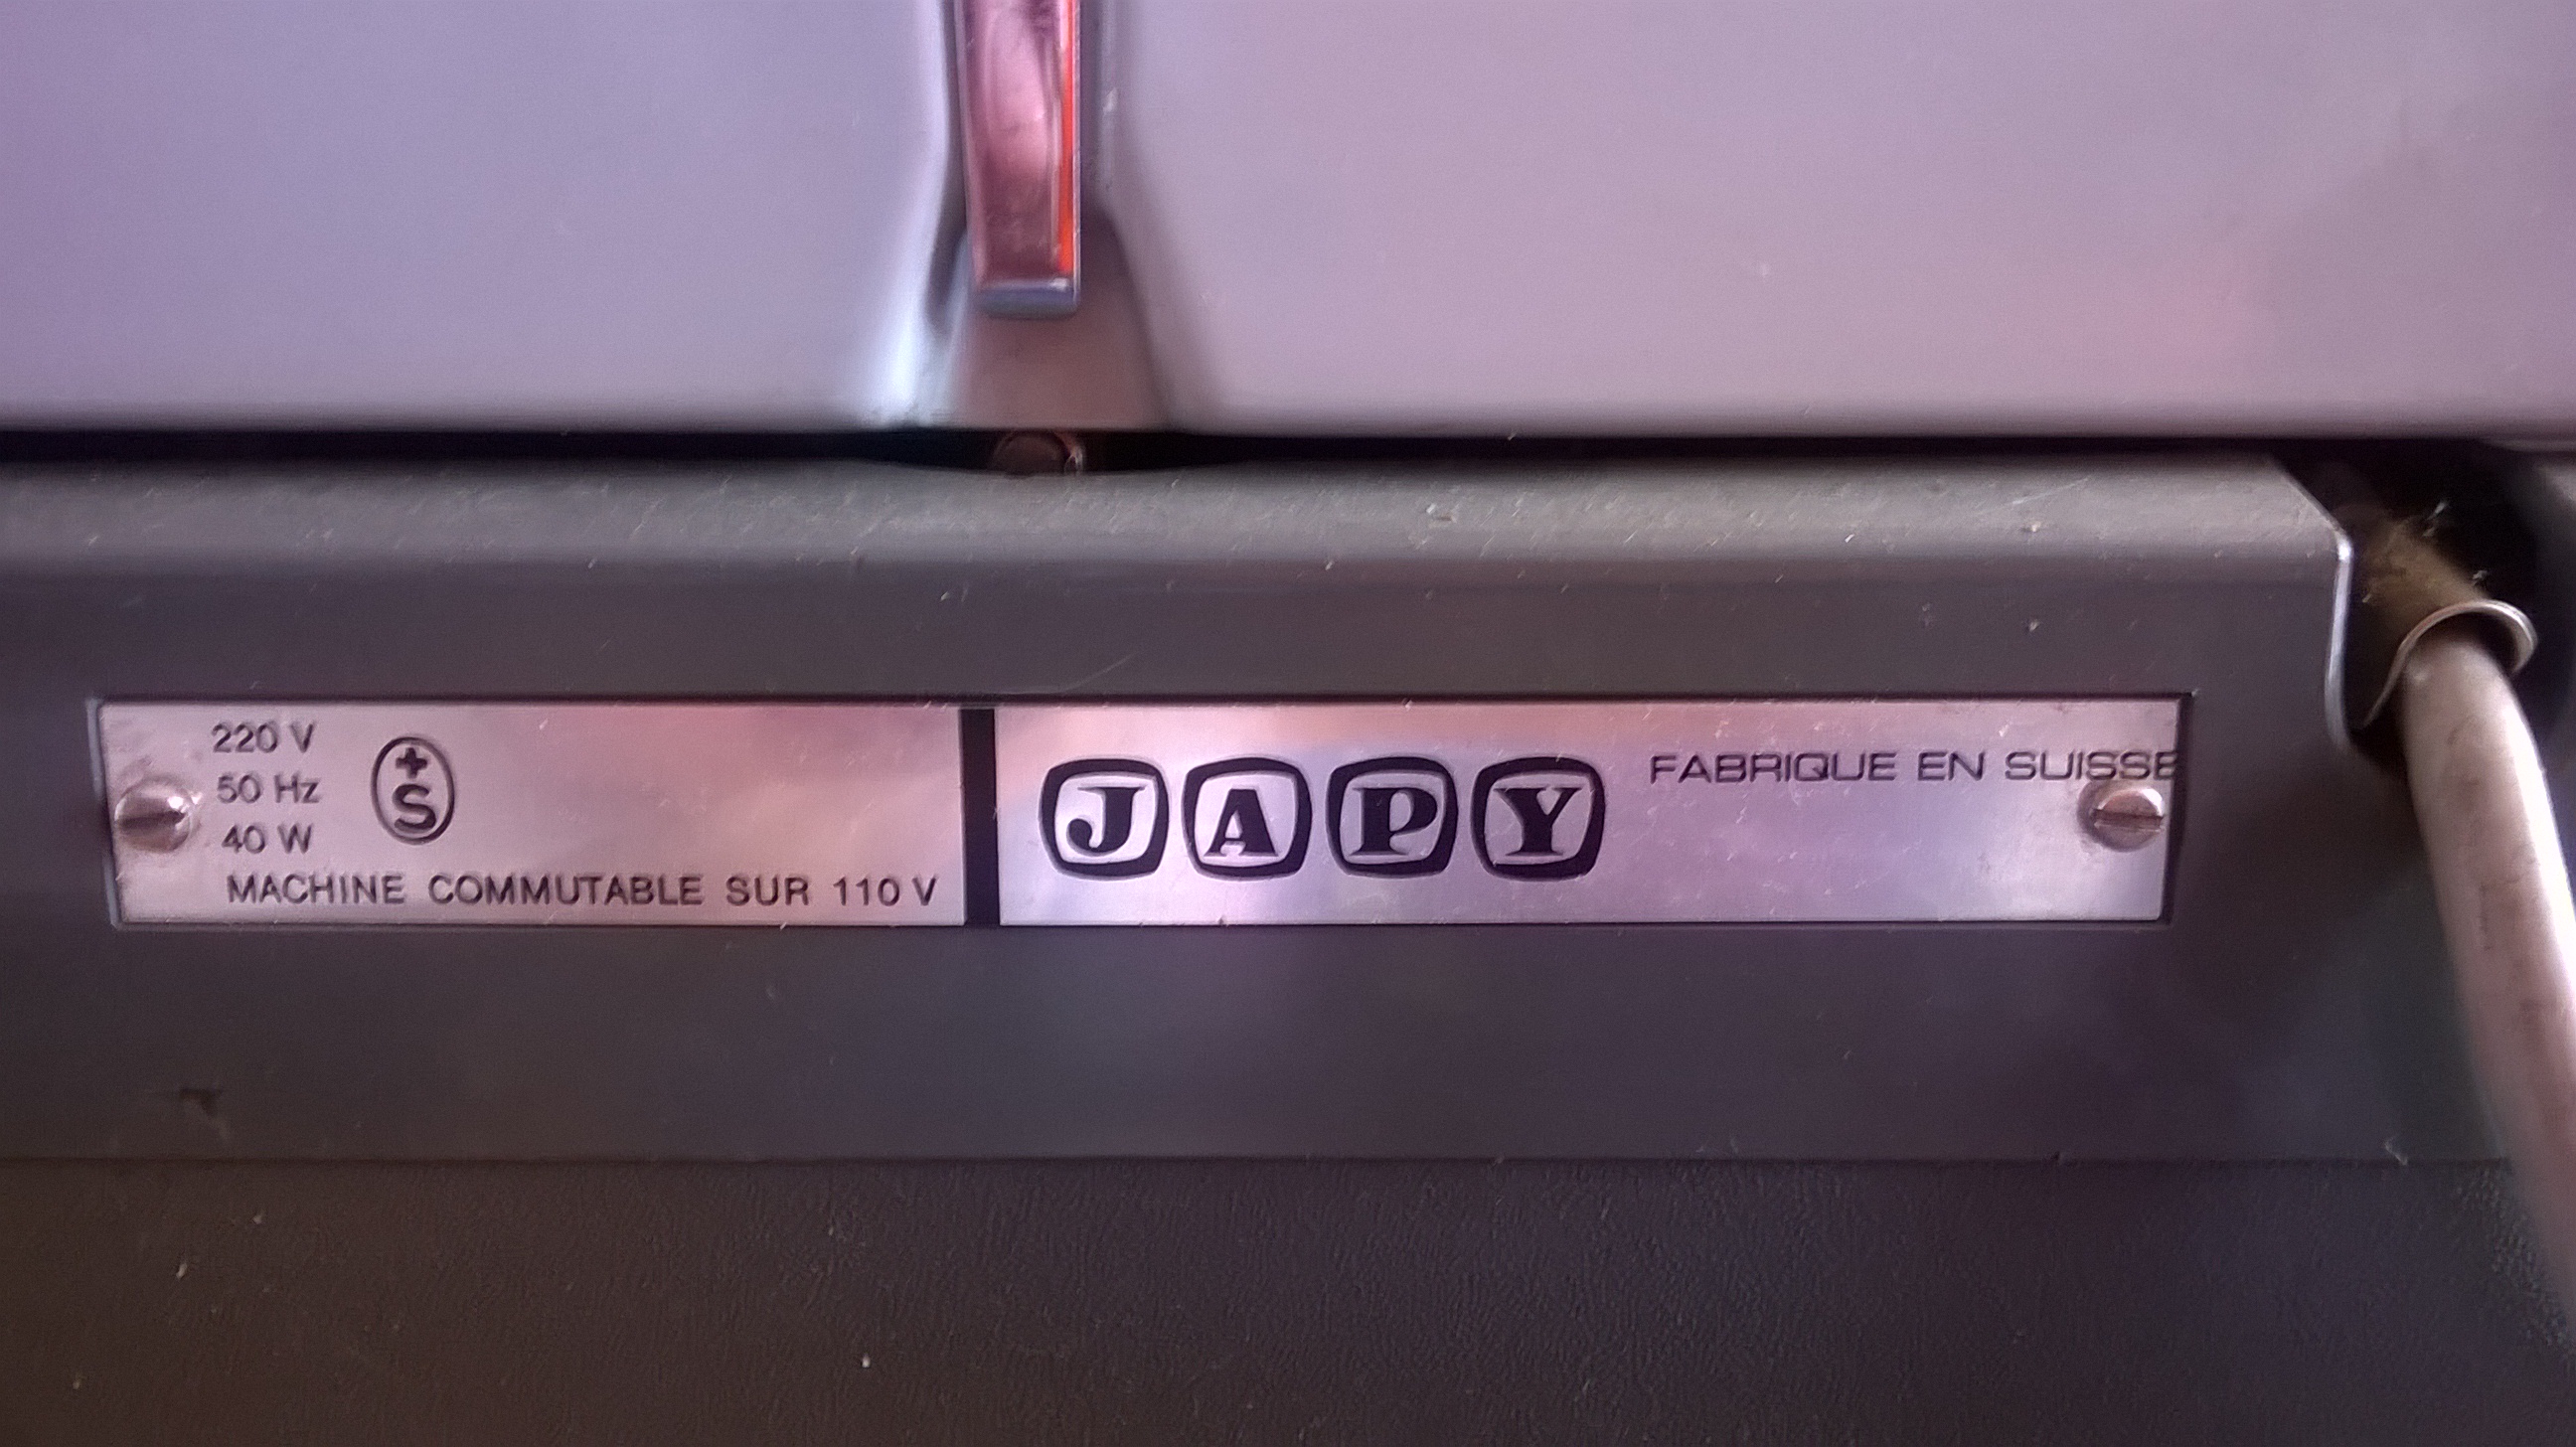 220 V
50 Hz
40 W
+S
MACHINE COMMUTABLE SUR 110 V
JAPY
FABRIQUE EN SUISSE